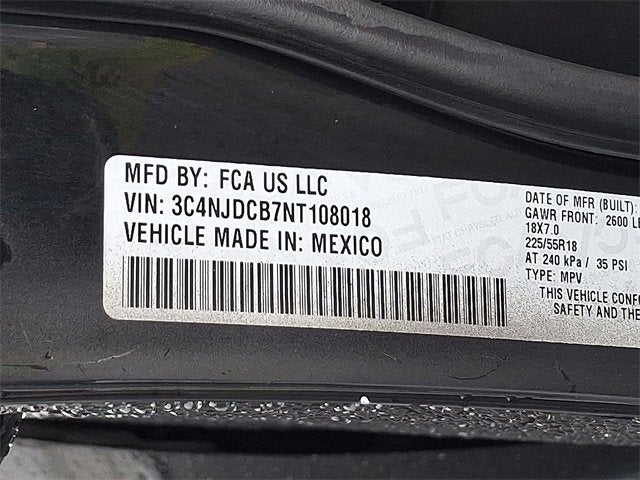 MFD BY: FCA US LLC
VIN: 3C4NJDCB7NT108018
VEHICLE MADE IN: MEXICO
DATE OF MFR (BUILT):
GAWR FRONT: 2600 LB
18X7.0
225/55R18
AT 240 kPa / 35 PSI
TYPE: MPV
THIS VEHICLE
SAFETY AND THE